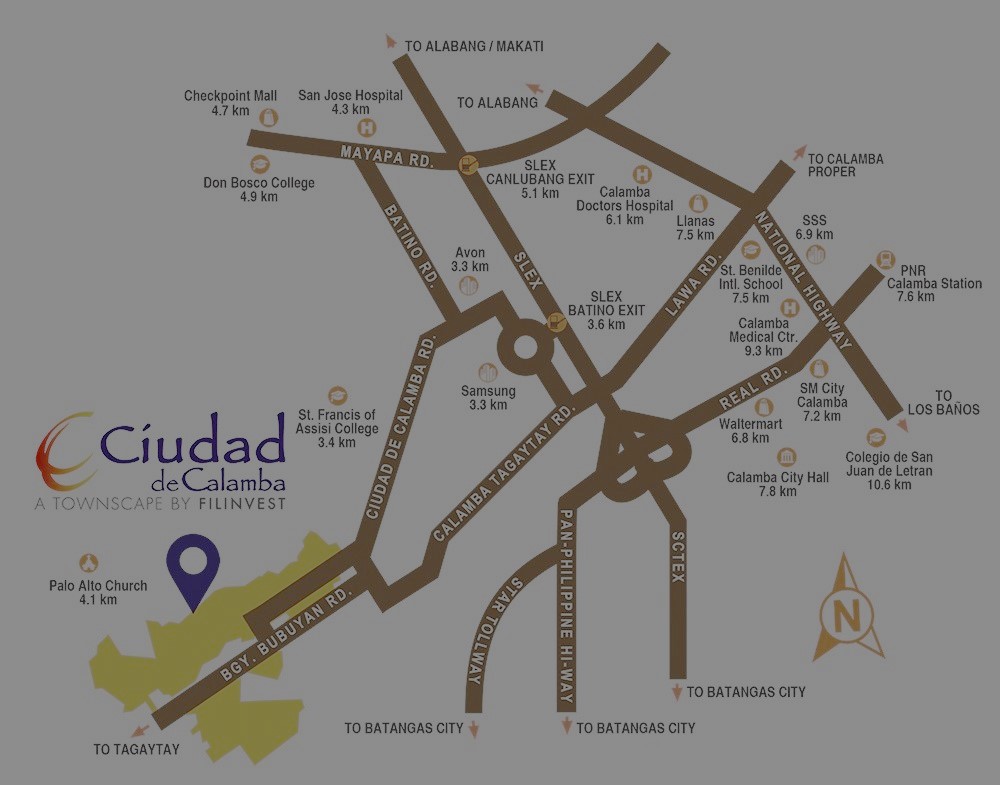 TO ALABANG / MAKATI
Checkpoint Mall
4.7 km
San Jose Hospital
4.3 km
TO ALABANG
MAYAPA RD.
Don Bosco College
4.9 km
SLEX
CANLUBANG EXIT
5.1 km
Calamba
Doctors Hospital
6.1 km
TO CALAMBA
PROPER
Llanas
7.5 km
SSS
6.9 km
BATINO RD.
Avon
3.3 km
SLEX
SLEX
BATINO EXIT
3.6 km
LAWA RD.
St. Benilde
Intl. School
7.5 km
NATIONAL HIGHWAY
PNR
Calamba Station
7.6 km
Calamba
Medical Ctr.
9.3 km
CIUDAD DE CALAMBA RD.
Samsung
3.3 km
REAL RD.
SM City
Calamba
7.2 km
TO
LOS BAÑOS
St. Francis of
Assisi College
3.4 km
CALAMBA TAGAYTAY RD.
Waltermart
6.8 km
Calamba City Hall
7.8 km
Colegio de San
Juan de Letran
10.6 km
Ciudad
de Calamba
A TOWNSCAPE BY FILINVEST
PAN-PHILIPPINE HI-WAY
SCTEX
STAR TOLLWAY
Palo Alto Church
4.1 km
BGY. BUBUYAN RD.
N
TO BATANGAS CITY
TO BATANGAS CITY
TO BATANGAS CITY
TO TAGAYTAY